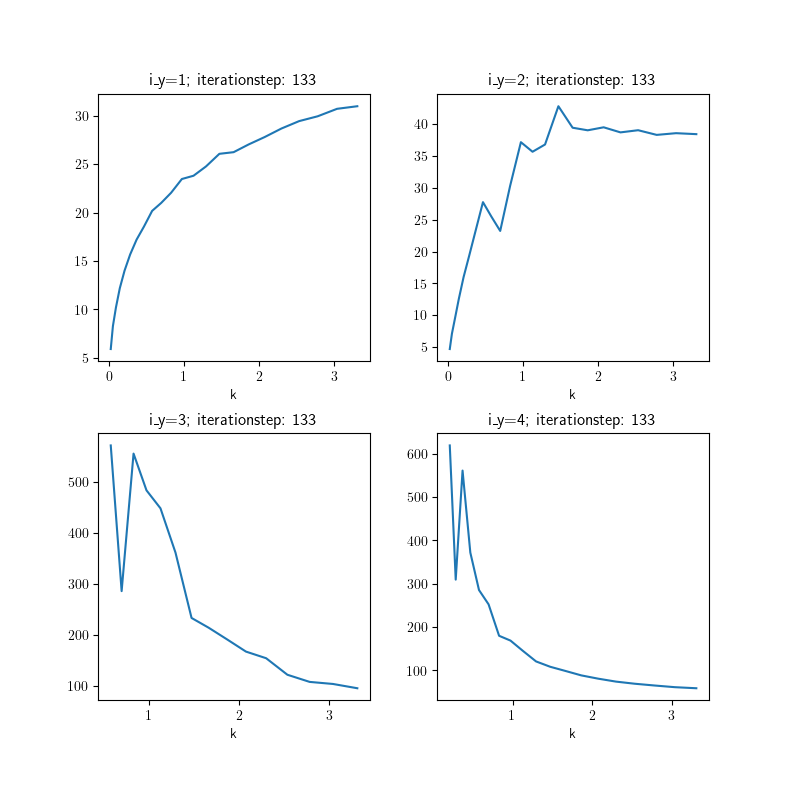 i_y=1; iterationstep: 133
30
25
20
15
10
5
0 1 2 3
k
i_y=2; iterationstep: 133
40
35
30
25
20
15
10
5
0 1 2 3
k
i_y=3; iterationstep: 133
500
400
300
200
100
1 2 3
k
i_y=4; iterationstep: 133
600
500
400
300
200
100
1 2 3
k